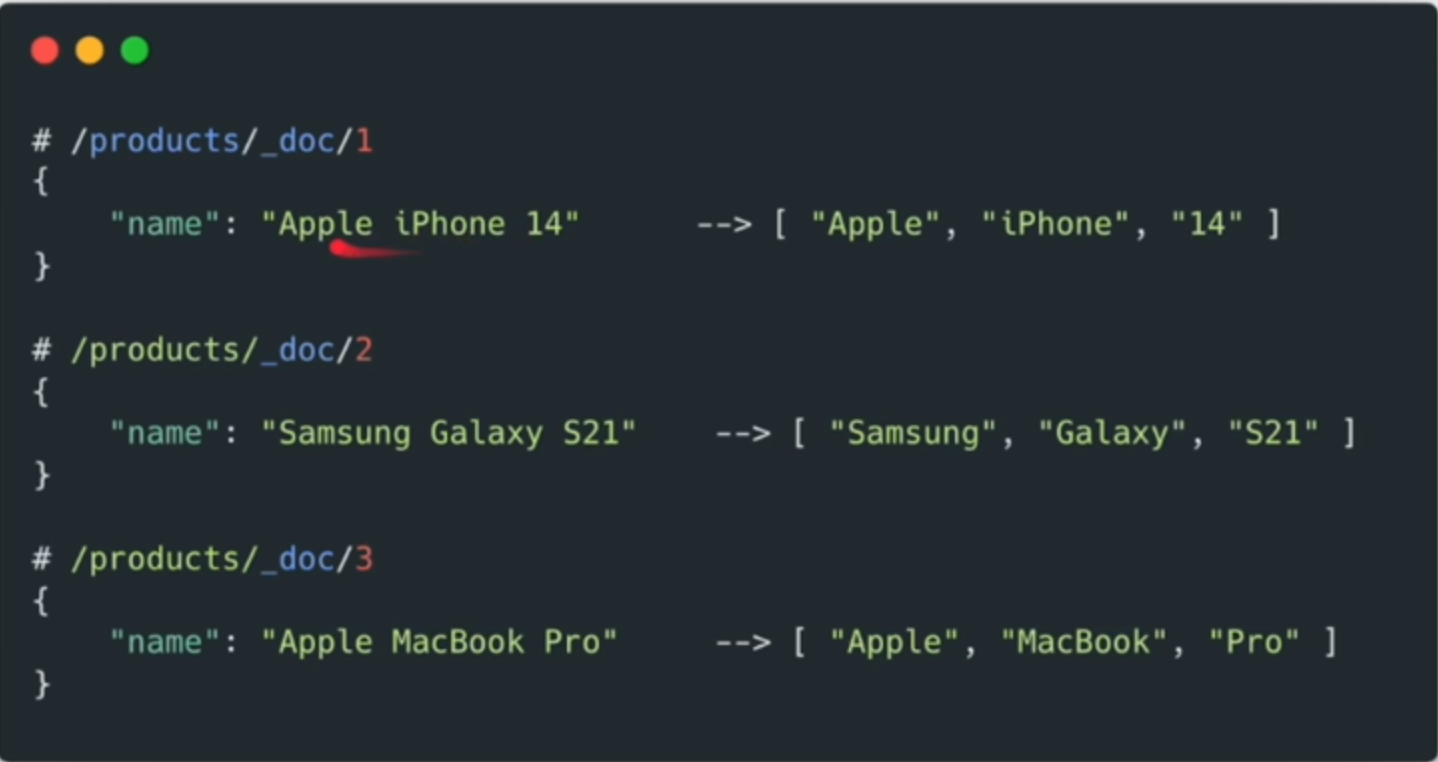 # /products/_doc/1
{
    "name": "Apple iPhone 14"      --> [ "Apple", "iPhone", "14" ]
}
# /products/_doc/2
{
    "name": "Samsung Galaxy S21"    --> [ "Samsung", "Galaxy", "S21" ]
}
# /products/_doc/3
{
    "name": "Apple MacBook Pro"     --> [ "Apple", "MacBook", "Pro" ]
}